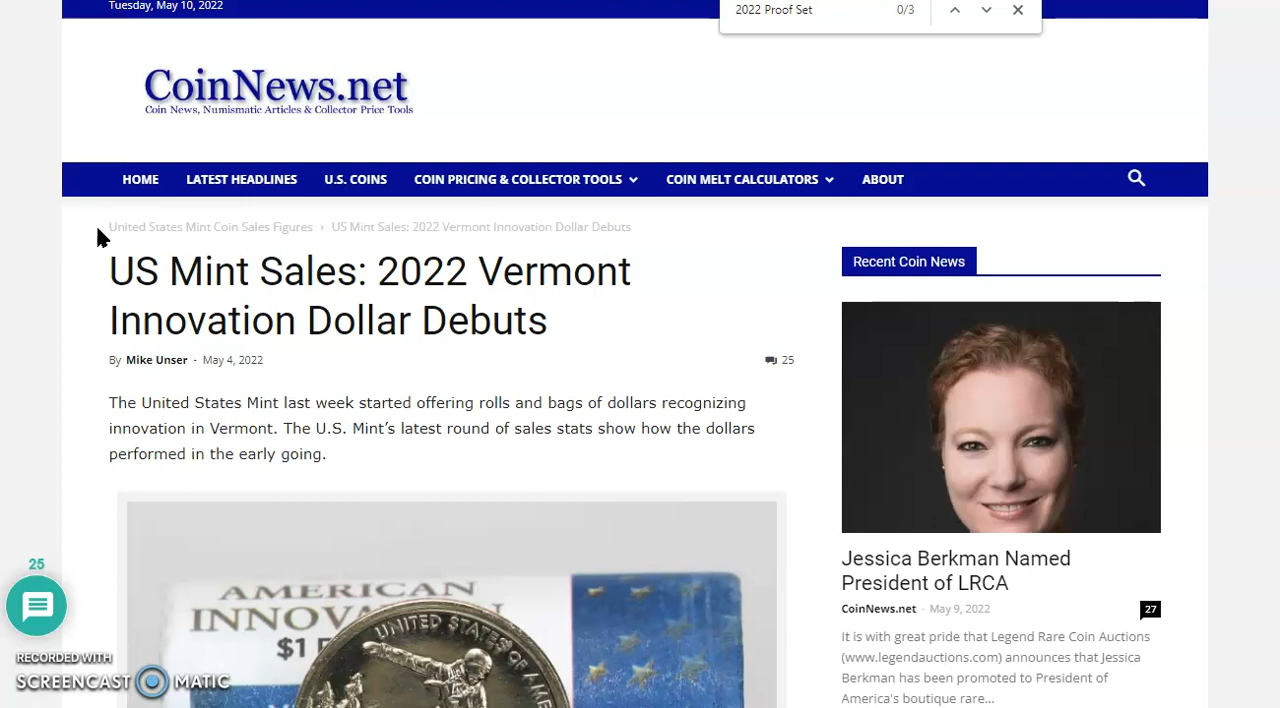 Tuesday, May 10, 2022
2022 Proof Set 0/3
CoinNews.net
Coin News, Numismatic Articles & Collector Price Tools
HOME LATEST HEADLINES U.S. COINS COIN PRICING & COLLECTOR TOOLS COIN MELT CALCULATORS ABOUT
United States Mint Coin Sales Figures › US Mint Sales: 2022 Vermont Innovation Dollar Debuts
US Mint Sales: 2022 Vermont
Innovation Dollar Debuts
By Mike Unser - May 4, 2022 25
The United States Mint last week started offering rolls and bags of dollars recognizing
innovation in Vermont. The U.S. Mint’s latest round of sales stats show how the dollars
performed in the early going.
AMERICAN
INNOVATION
$1
UNITED STATES OF AME
Recent Coin News
Jessica Berkman Named
President of LRCA
CoinNews.net - May 9, 2022 27
It is with great pride that Legend Rare Coin Auctions
(www.legendauctions.com) announces that Jessica
Berkman has been promoted to President of
America's boutique rare...
25
RECORDED WITH
SCREENCAST MATIC